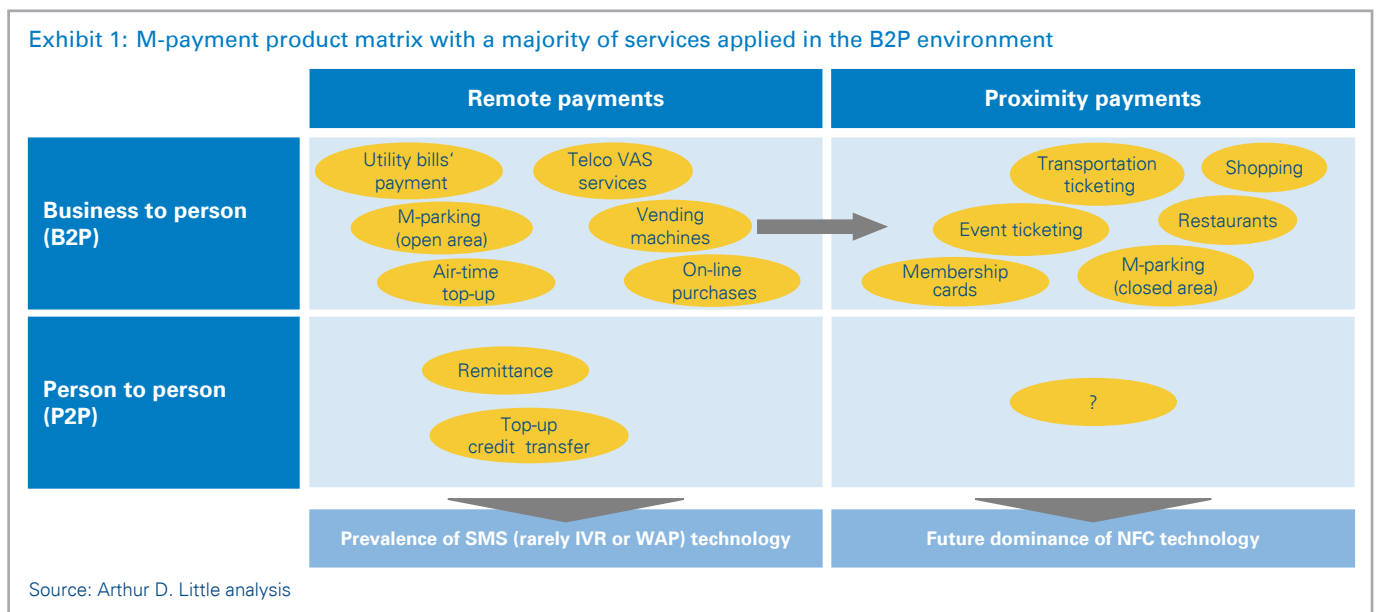 Exhibit 1: M-payment product matrix with a majority of services applied in the B2P environment
Remote payments
Proximity payments
Business to person
(B2P)
Utility bills‘
payment
Telco VAS
services
M-parking
(open area)
Vending
machines
Air-time
top-up
On-line
purchases
Transportation
ticketing
Shopping
Event ticketing
Restaurants
Membership
cards
M-parking
(closed area)
Person to person
(P2P)
Remittance
Top-up
credit transfer
?
Prevalence of SMS (rarely IVR or WAP) technology
Future dominance of NFC technology
Source: Arthur D. Little analysis